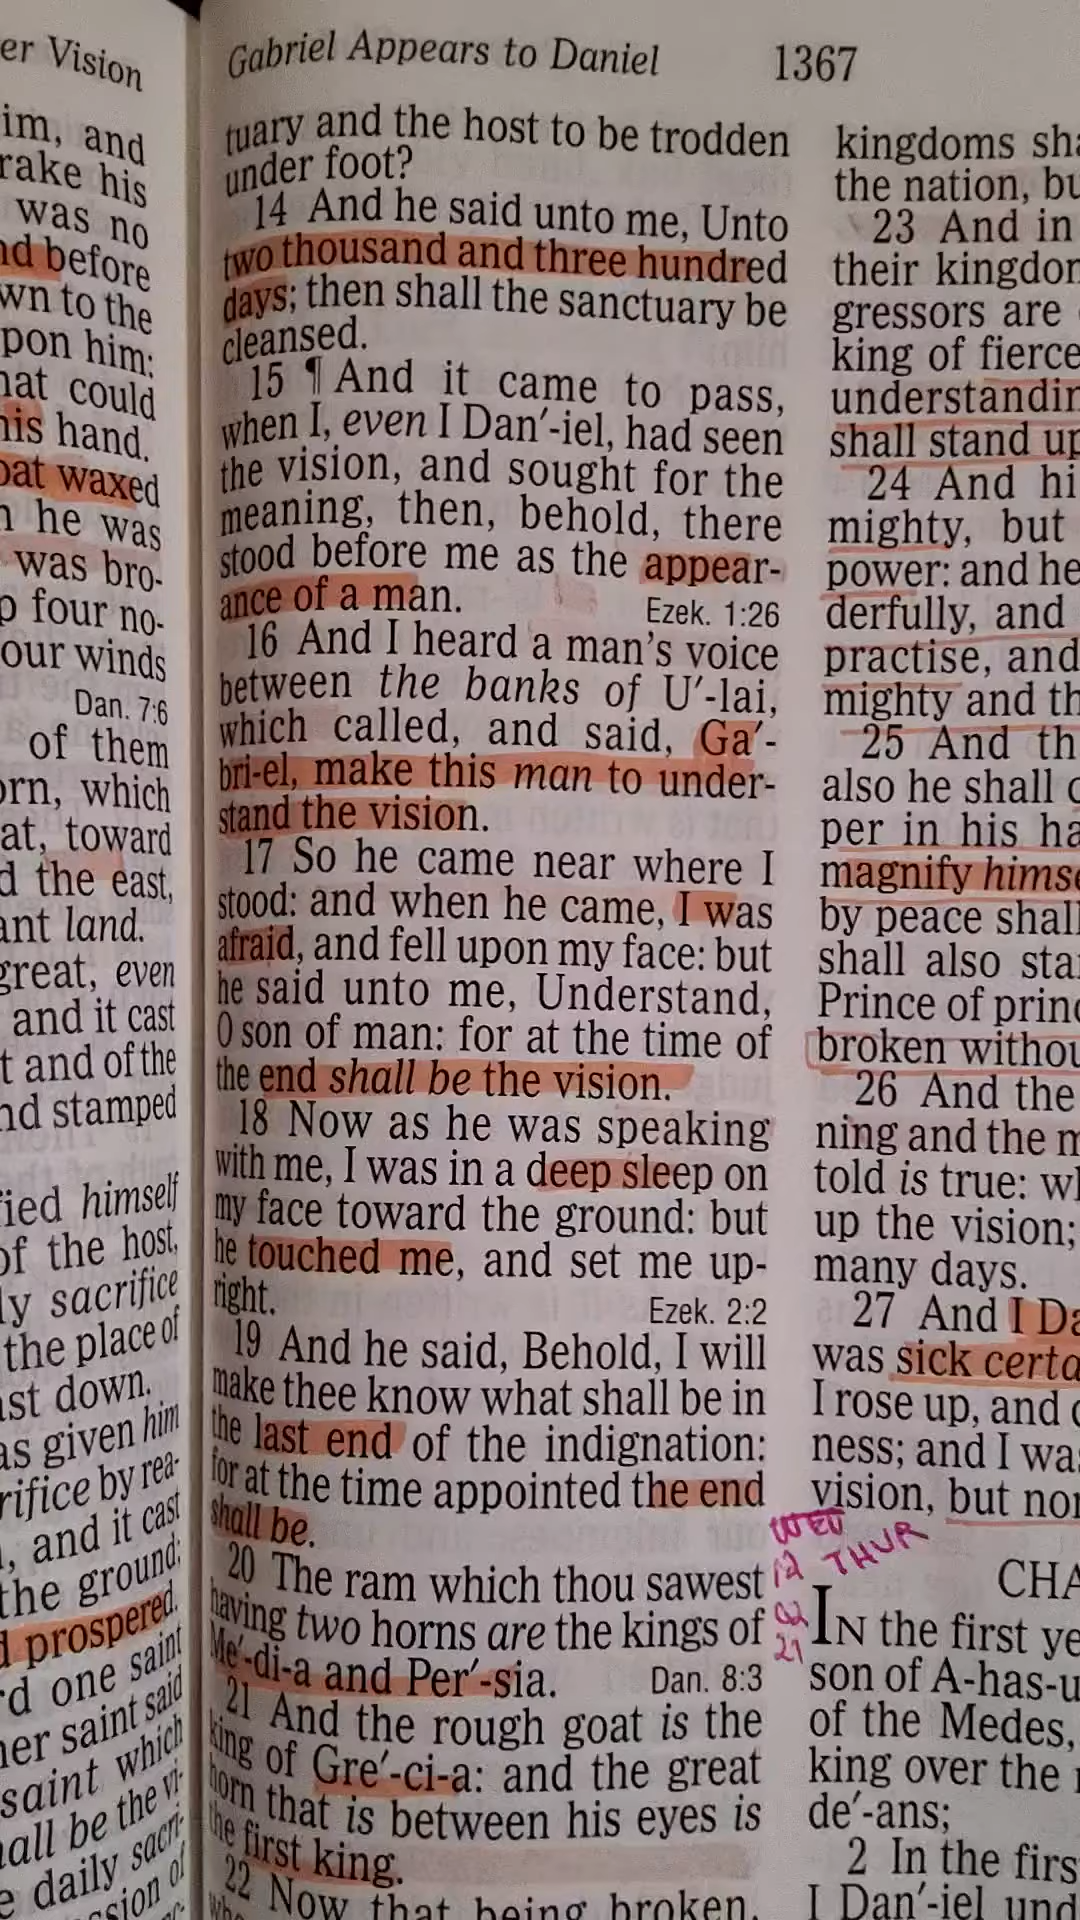 er Vision
im, and
rake his
was no
nd before
wn to the
pon him:
hat could
his hand.
oat waxed
n he was
was bro-
p four no-
our winds
Dan. 7:6
of them
orn, which
at, toward
d the east,
ant land.
great, even
and it cast
t and of the
nd stamped
fied himself
of the host,
ly sacrifice
the place of
ast down.
as given him
rifice by rea-
, and it cast
the ground;
d prospered.
rd one saint
her saint said
saint which
hall be the vi-
e daily sacri-
ssion of
Gabriel Appears to Daniel 1367
tuary and the host to be trodden
under foot?
14 And he said unto me, Unto
two thousand and three hundred
days; then shall the sanctuary be
cleansed.
15 ¶ And it came to pass,
when I, even I Dan′-iel, had seen
the vision, and sought for the
meaning, then, behold, there
stood before me as the appear-
ance of a man. Ezek. 1:26
16 And I heard a man's voice
between the banks of U′-lai,
which called, and said, Ga′-
bri-el, make this man to under-
stand the vision.
17 So he came near where I
stood: and when he came, I was
afraid, and fell upon my face: but
he said unto me, Understand,
O son of man: for at the time of
the end shall be the vision.
18 Now as he was speaking
with me, I was in a deep sleep on
my face toward the ground: but
he touched me, and set me up-
right. Ezek. 2:2
19 And he said, Behold, I will
make thee know what shall be in
the last end of the indignation:
for at the time appointed the end
shall be.
20 The ram which thou sawest
having two horns are the kings of
Me′-di-a and Per′-sia. Dan. 8:3
21 And the rough goat is the
king of Gre′-ci-a: and the great
horn that is between his eyes is
the first king.
22 Now that being broken,
kingdoms sha
the nation, bu
23 And in
their kingdom
gressors are
king of fierce
understandin
shall stand up
24 And hi
mighty, but
power: and he
derfully, and
practise, and
mighty and th
25 And th
also he shall c
per in his ha
magnify himse
by peace shall
shall also sta
Prince of princ
broken withou
26 And the
ning and the m
told is true: wh
up the vision;
many days.
27 And I Da
was sick certa
I rose up, and d
ness; and I was
vision, but non
WED
THUR
12
02
21
CHA
IN the first ye
son of A-has-u
of the Medes,
king over the
de′-ans;
2 In the firs
I Dan′-iel und